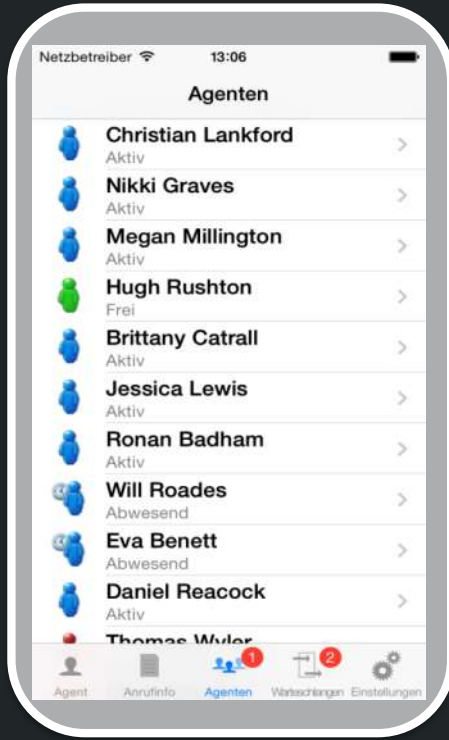 Netzbetreiber 13:06
Agenten
Christian Lankford
Aktiv
Nikki Graves
Aktiv
Megan Millington
Aktiv
Hugh Rushton
Frei
Brittany Catrall
Aktiv
Jessica Lewis
Aktiv
Ronan Badham
Aktiv
Will Roades
Abwesend
Eva Benett
Abwesend
Daniel Reacock
Aktiv
Thomas Wyler
1 2
Agent Anrufinfo Agenten Warteschlangen Einstellungen